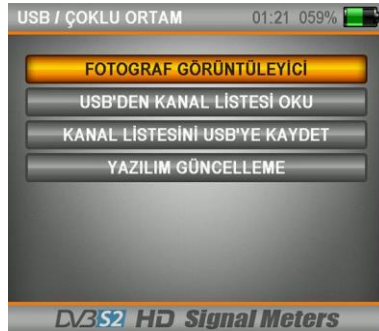 USB / ÇOKLU ORTAM 01:21 059%
FOTOGRAF GÖRÜNTÜLEYİCİ
USB'DEN KANAL LİSTESİ OKU
KANAL LİSTESİNİ USB'YE KAYDET
YAZILIM GÜNCELLEME
DVB S2 HD Signal Meters